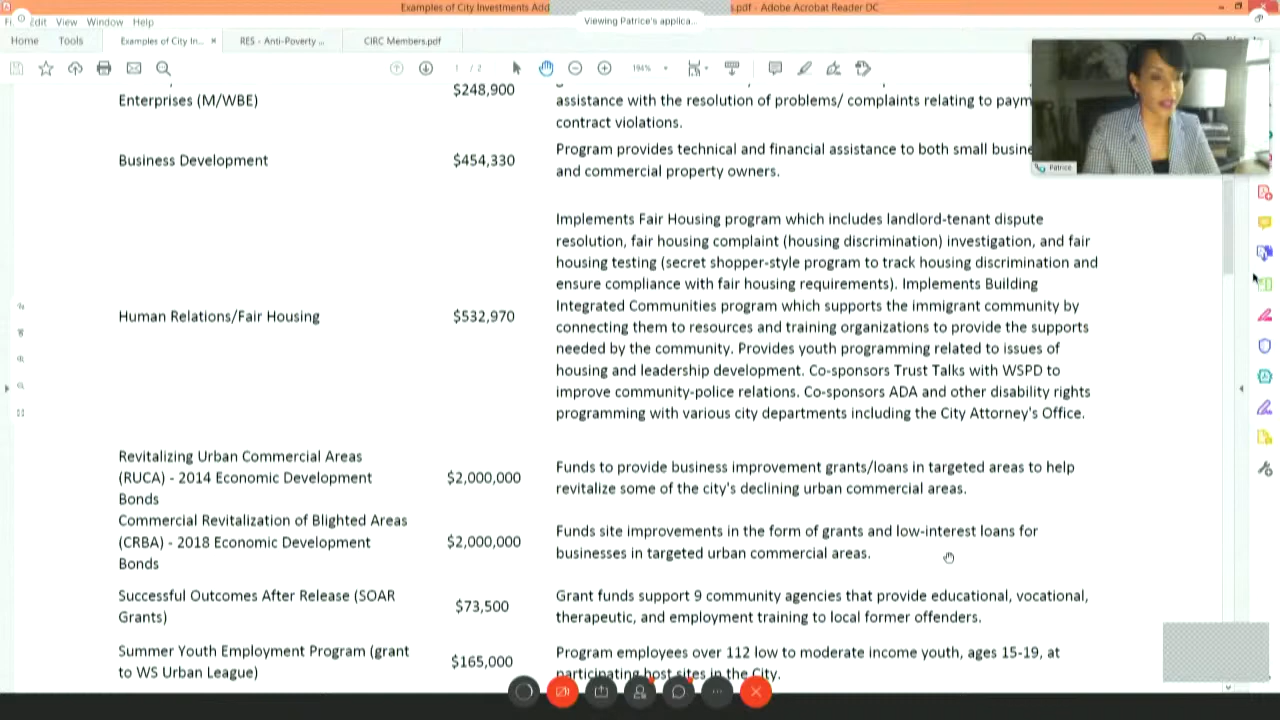 Examples of City Investments Add
s.pdf - Adobe Acrobat Reader DC
Edit View Window Help
Viewing Patrice's applica...
Home Tools Examples of City In... × RES - Anti-Poverty ... CIRC Members.pdf
1 / 2 194%
Enterprises (M/WBE) $248,900 assistance with the resolution of problems/ complaints relating to paym
contract violations.
Patrice
Business Development $454,330 Program provides technical and financial assistance to both small busine
and commercial property owners.
Implements Fair Housing program which includes landlord-tenant dispute
resolution, fair housing complaint (housing discrimination) investigation, and fair
housing testing (secret shopper-style program to track housing discrimination and
ensure compliance with fair housing requirements). Implements Building
Integrated Communities program which supports the immigrant community by
Human Relations/Fair Housing $532,970 connecting them to resources and training organizations to provide the supports
needed by the community. Provides youth programming related to issues of
housing and leadership development. Co-sponsors Trust Talks with WSPD to
improve community-police relations. Co-sponsors ADA and other disability rights
programming with various city departments including the City Attorney's Office.
Revitalizing Urban Commercial Areas
(RUCA) - 2014 Economic Development
Bonds
$2,000,000
Funds to provide business improvement grants/loans in targeted areas to help
revitalize some of the city's declining urban commercial areas.
Commercial Revitalization of Blighted Areas
(CRBA) - 2018 Economic Development
Bonds
$2,000,000
Funds site improvements in the form of grants and low-interest loans for
businesses in targeted urban commercial areas.
Successful Outcomes After Release (SOAR
Grants)
$73,500
Grant funds support 9 community agencies that provide educational, vocational,
therapeutic, and employment training to local former offenders.
Summer Youth Employment Program (grant
to WS Urban League)
$165,000
Program employees over 112 low to moderate income youth, ages 15-19, at
participating host sites in the City.